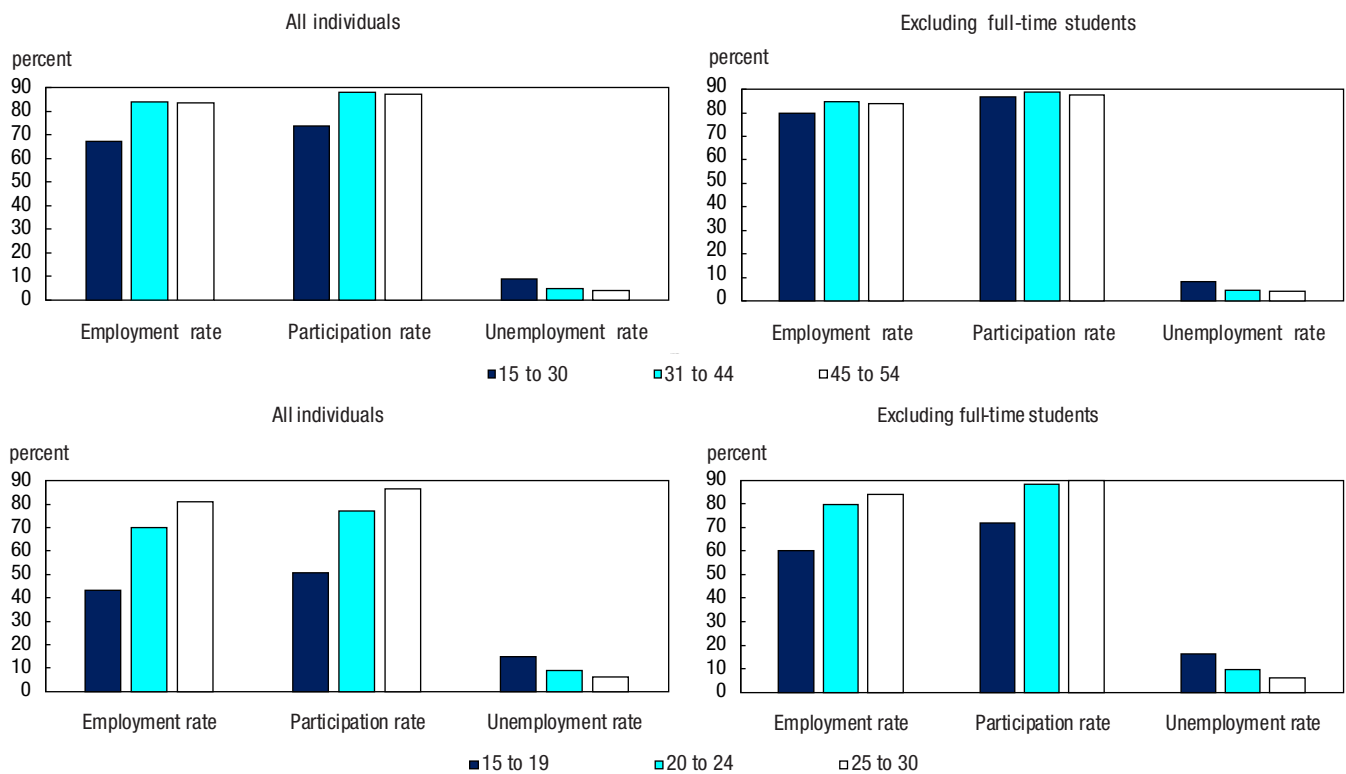 All individuals
percent
90
80
70
60
50
40
30
20
10
0
Employment rate Participation rate Unemployment rate
Excluding full-time students
percent
90
80
70
60
50
40
30
20
10
0
Employment rate Participation rate Unemployment rate
15 to 30 31 to 44 45 to 54
All individuals
percent
90
80
70
60
50
40
30
20
10
0
Employment rate Participation rate Unemployment rate
Excluding full-time students
percent
90
80
70
60
50
40
30
20
10
0
Employment rate Participation rate Unemployment rate
15 to 19 20 to 24 25 to 30